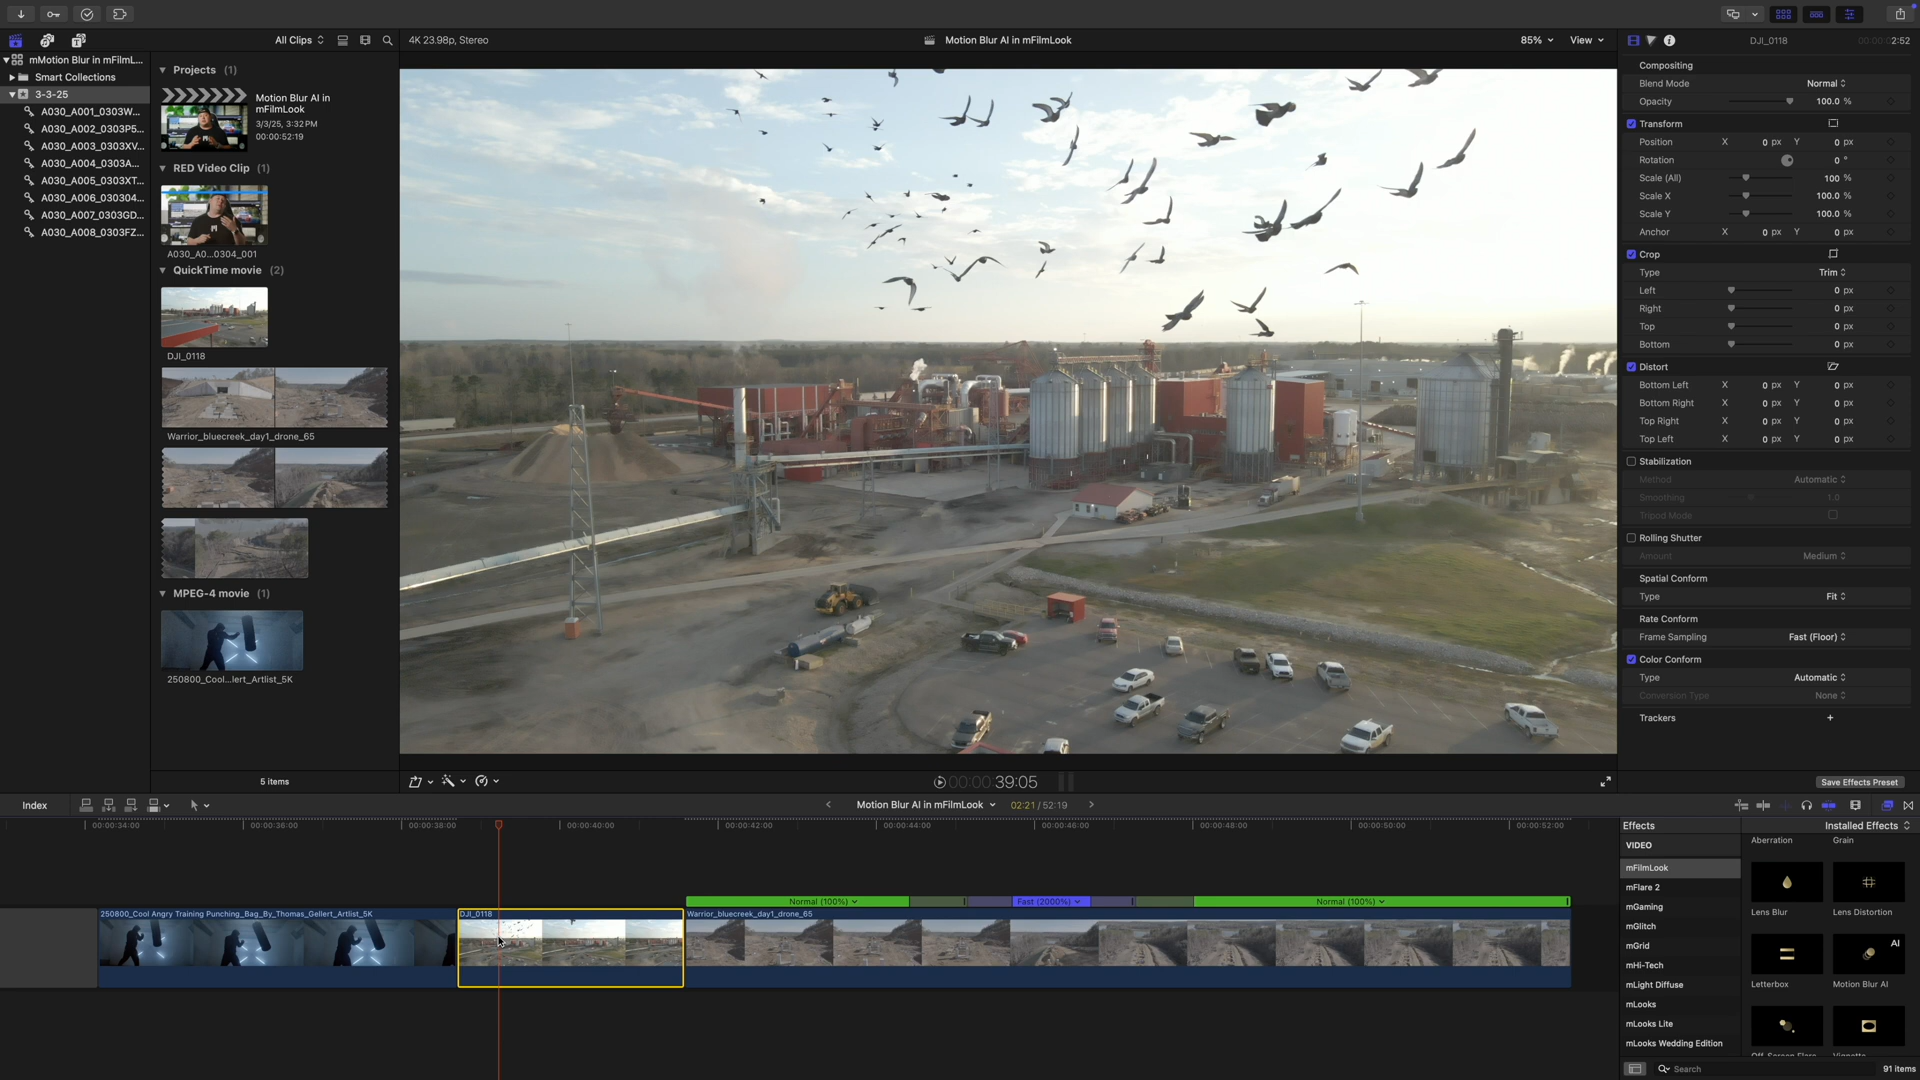 All Clips
4K 23.98p, Stereo
Motion Blur AI in mFilmLook
85%
View
DJI_0118
00:00:02:52
mMotion Blur in mFilmL...
Smart Collections
3-3-25
A030_A001_0303W...
A030_A002_0303P5...
A030_A003_0303XV...
A030_A004_0303A...
A030_A005_0303XT...
A030_A006_030304...
A030_A007_0303GD...
A030_A008_0303FZ...
Projects (1)
Motion Blur AI in
mFilmLook
3/3/25, 3:32PM
00:00:52:19
RED Video Clip (1)
A030_A0...0304_001
QuickTime movie (2)
DJI_0118
Warrior_bluecreek_day1_drone_65
MPEG-4 movie (1)
250800_Cool...lert_Artlist_5K
5 items
Compositing
Blend Mode Normal
Opacity 100.0 %
Transform
Position X 0 px Y 0 px
Rotation 0 °
Scale (All) 100 %
Scale X 100.0 %
Scale Y 100.0 %
Anchor X 0 px Y 0 px
Crop
Type Trim
Left 0 px
Right 0 px
Top 0 px
Bottom 0 px
Distort
Bottom Left X 0 px Y 0 px
Bottom Right X 0 px Y 0 px
Top Right X 0 px Y 0 px
Top Left X 0 px Y 0 px
Stabilization
Method Automatic
Smoothing 1.0
Tripod Mode
Rolling Shutter
Amount Medium
Spatial Conform
Type Fit
Rate Conform
Frame Sampling Fast (Floor)
Color Conform
Type Automatic
Conversion Type None
Trackers +
Save Effects Preset
00:00:00:39:05
Index
Motion Blur AI in mFilmLook 02:21 / 52:19
00:00:34:00 00:00:36:00 00:00:38:00 00:00:40:00 00:00:42:00 00:00:44:00 00:00:46:00 00:00:48:00 00:00:50:00 00:00:52:00
Normal (100%) Fast (2000%) Normal (100%)
250800_Cool Angry Training Punching_Bag_By_Thomas_Gellert_Artlist_5K
DJI_0118
Warrior_bluecreek_day1_drone_65
Effects
Installed Effects
VIDEO
mFilmLook
mFlare 2
mGaming
mGlitch
mGrid
mHi-Tech
mLight Diffuse
mLooks
mLooks Lite
mLooks Wedding Edition
Aberration Grain
Lens Blur Lens Distortion
AI
Letterbox Motion Blur AI
Search
91 items